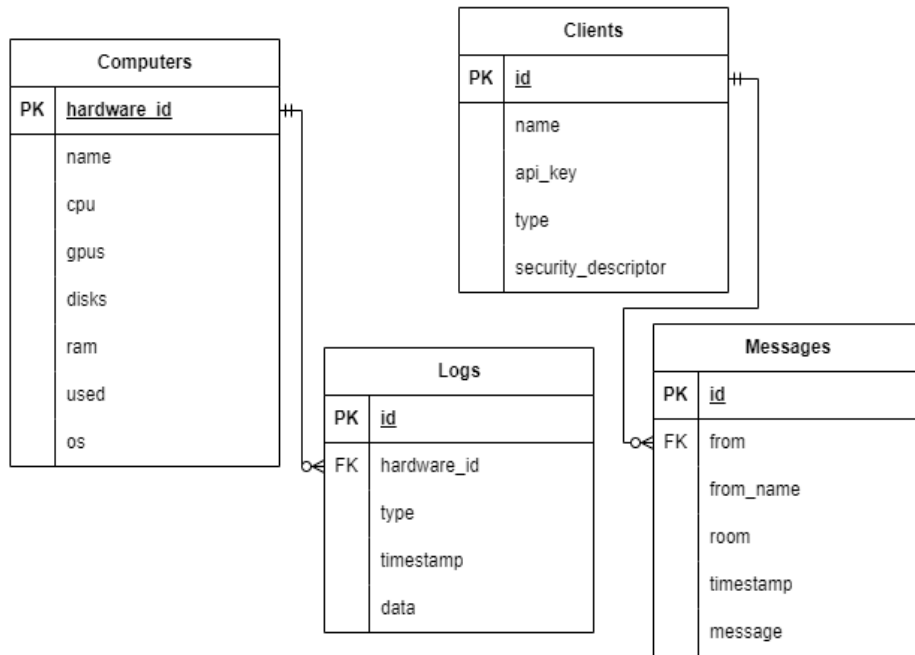 Computers
PK hardware_id
name
cpu
gpus
disks
ram
used
os
Clients
PK id
name
api_key
type
security_descriptor
Logs
PK id
FK hardware_id
type
timestamp
data
Messages
PK id
FK from
from_name
room
timestamp
message